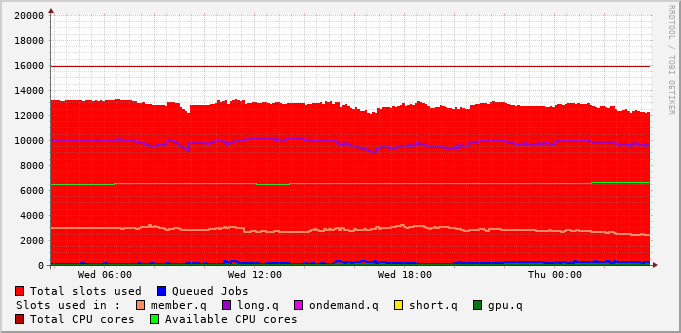 RRDTOOL / TOBI OETIKER
20000
18000
16000
14000
12000
10000
8000
6000
4000
2000
0
Wed 06:00 Wed 12:00 Wed 18:00 Thu 00:00
Total slots used Queued Jobs
Slots used in : member.q long.q ondemand.q short.q gpu.q
Total CPU cores Available CPU cores